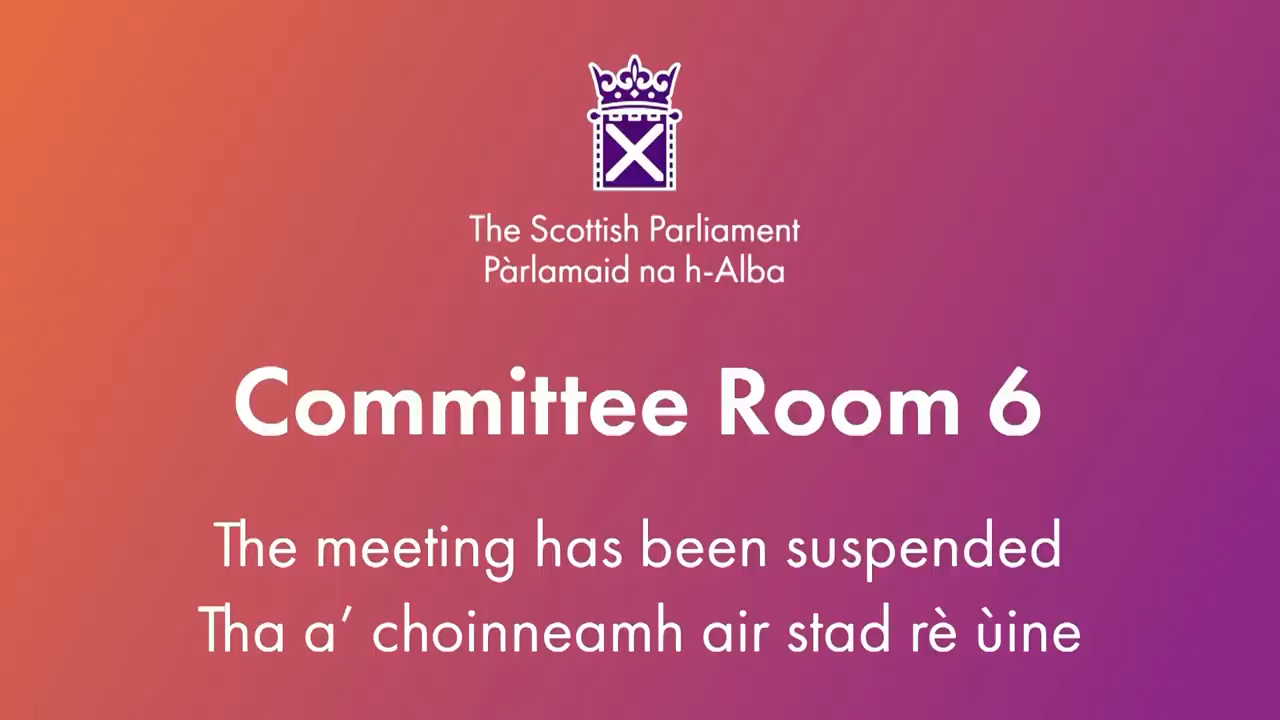 The Scottish Parliament
Pàrlamaid na h-Alba
Committee Room 6
The meeting has been suspended
Tha a’ choinneamh air stad rè ùine